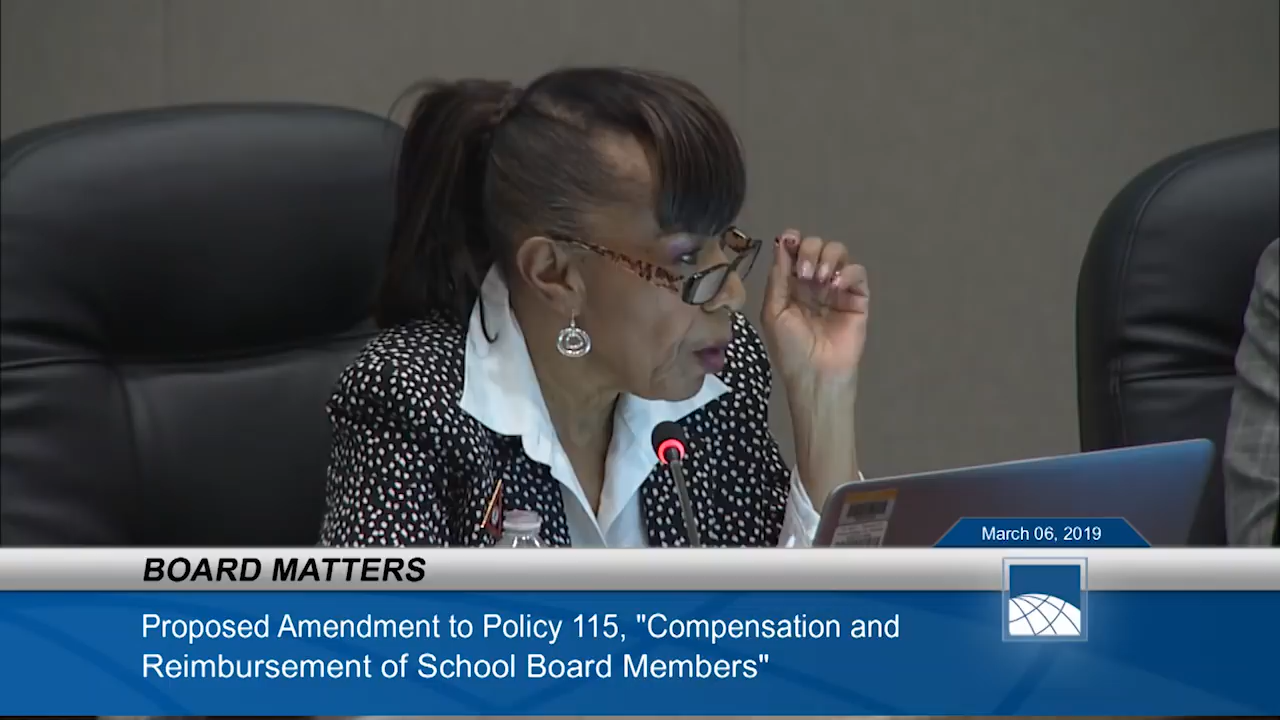 March 06, 2019
BOARD MATTERS
Proposed Amendment to Policy 115, "Compensation and
Reimbursement of School Board Members"